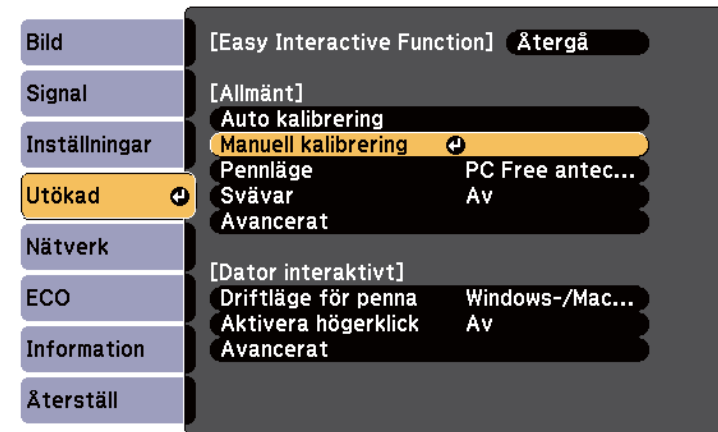 Bild
Signal
Inställningar
Utökad
Nätverk
ECO
Information
Återställ
[Easy Interactive Function] Återgå
[Allmänt]
Auto kalibrering
Manuell kalibrering
Pennläge PC Free antec...
Svävar Av
Avancerat
[Dator interaktivt]
Driftläge för penna Windows-/Mac...
Aktivera högerklick Av
Avancerat